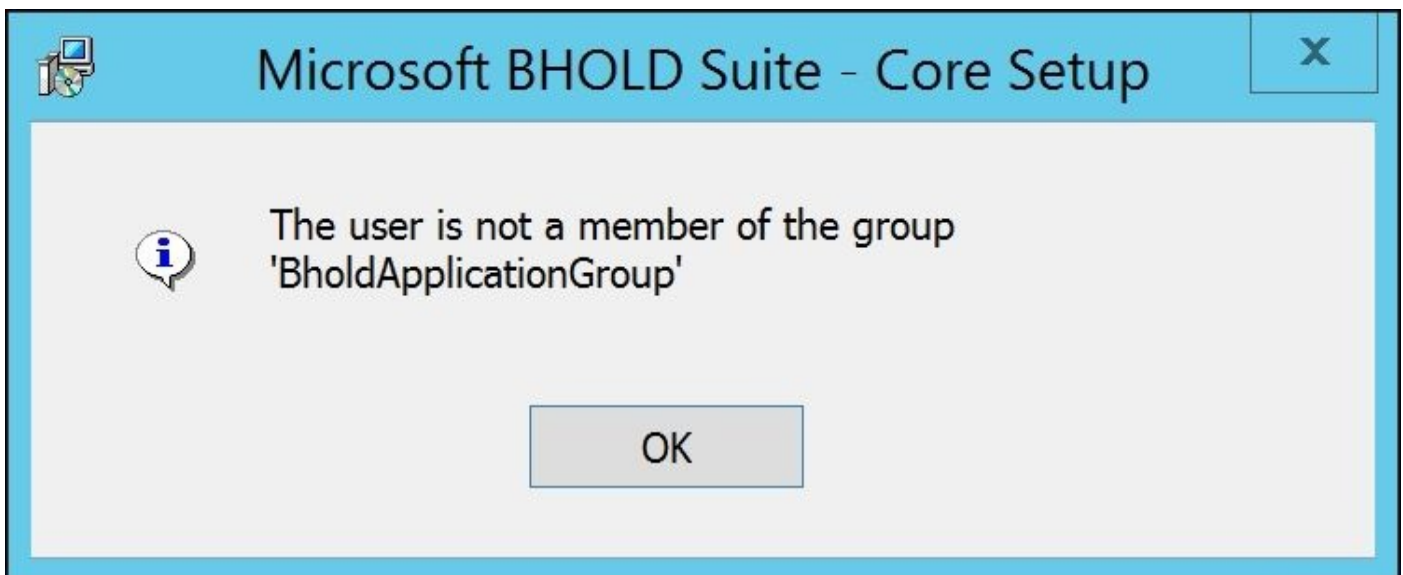 Microsoft BHOLD Suite - Core Setup
x
The user is not a member of the group
'BholdApplicationGroup'
OK